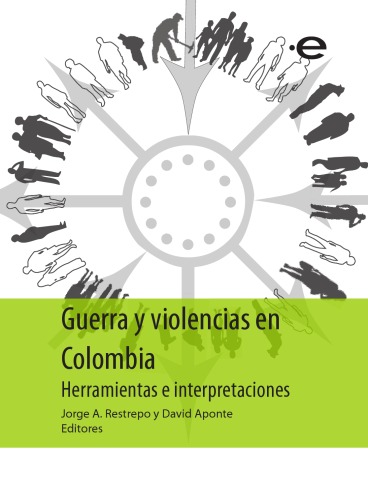 ·e
Guerra y violencias en
Colombia
Herramientas e interpretaciones
Jorge A. Restrepo y David Aponte
Editores